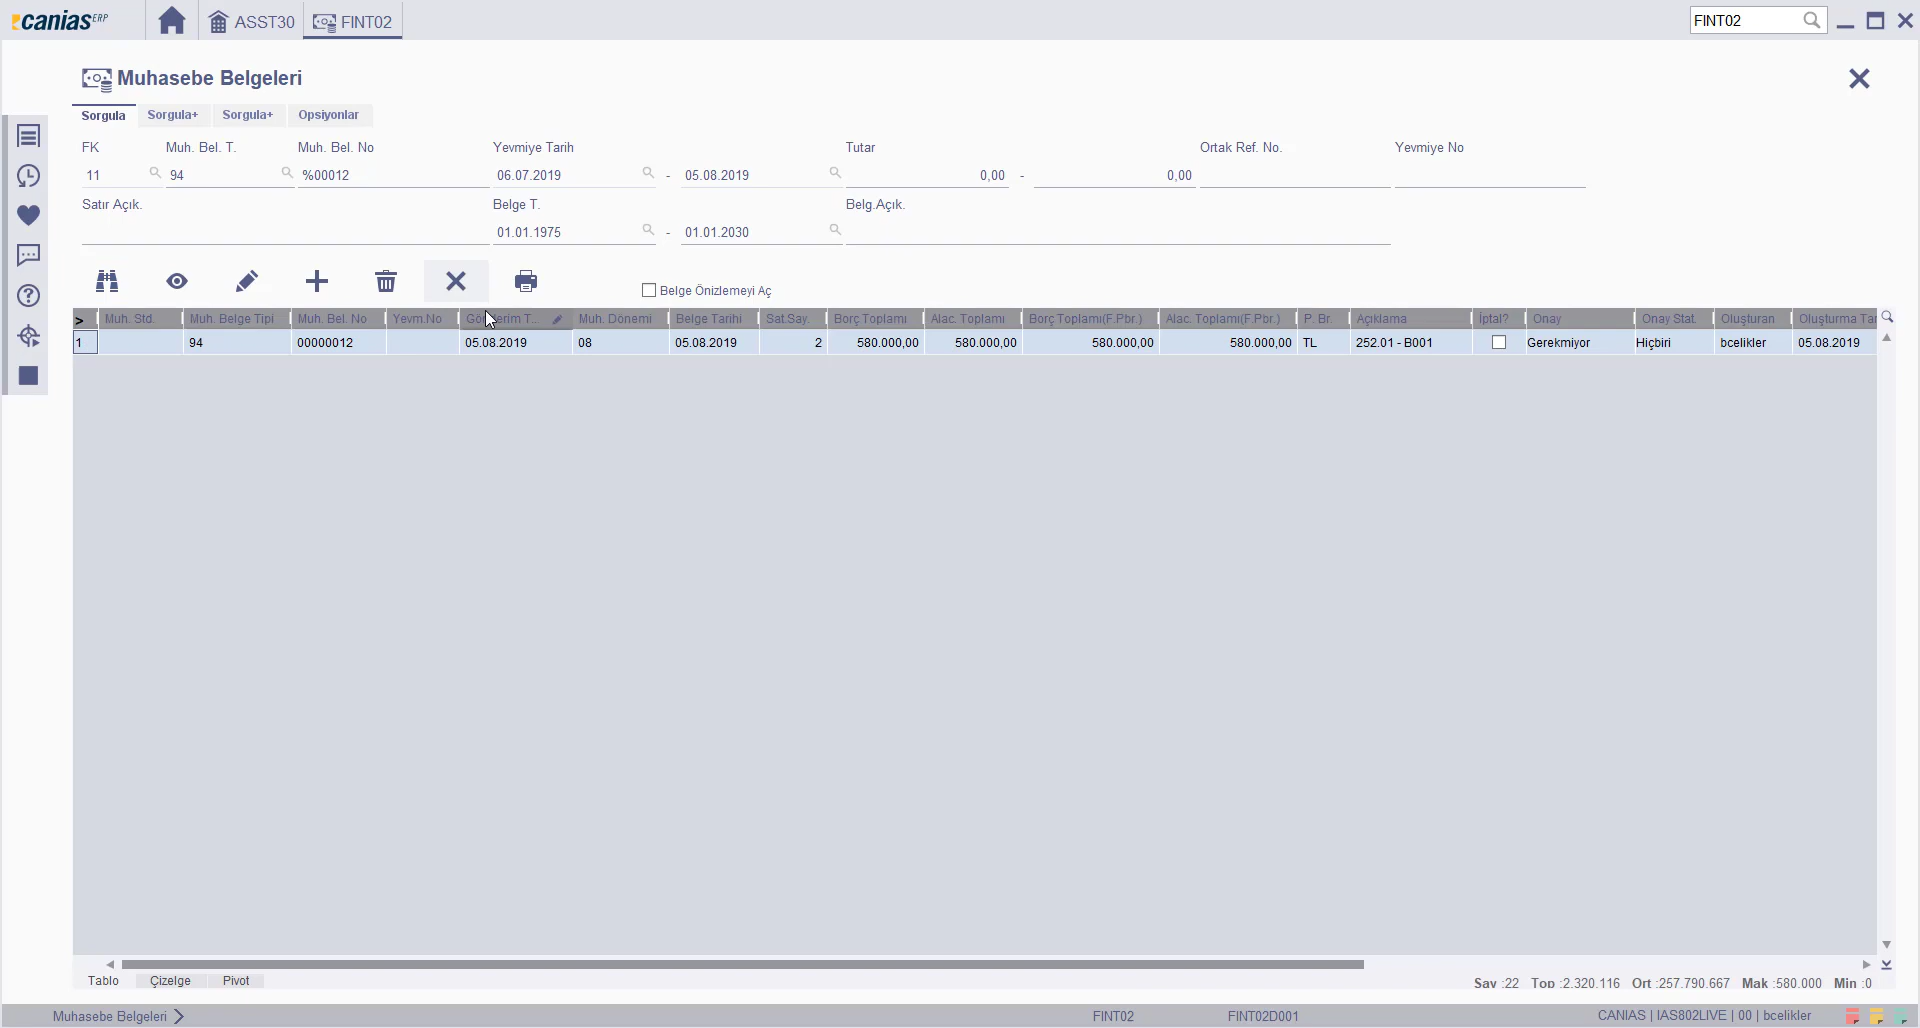 caniasERP ASST30 FINT02 FINT02
Muhasebe Belgeleri
Sorgula Sorgula+ Sorgula+ Opsiyonlar
FK Muh. Bel. T. Muh. Bel. No Yevmiye Tarih Tutar Ortak Ref. No. Yevmiye No
11 94 %00012 06.07.2019 - 05.08.2019 0,00 - 0,00
Satır Açık. Belge T. Belg.Açık.
01.01.1975 - 01.01.2030
Belge Önizlemeyi Aç
> Muh. Std. Muh. Belge Tipi Muh. Bel. No Yevm.No Gönderim T... Muh. Dönemi Belge Tarihi Sat.Say. Borç Toplamı Alac. Toplamı Borç Toplamı(F.Pbr.) Alac. Toplamı(F.Pbr.) P. Br. Açıklama İptal? Onay Onay Stat. Oluşturan Oluşturma Tar
1 94 00000012 05.08.2019 08 05.08.2019 2 580.000,00 580.000,00 580.000,00 580.000,00 TL 252.01 - B001 Gerekmiyor Hiçbiri bcelikler 05.08.2019
Tablo Çizelge Pivot
Say :22 Top :2.320.116 Ort :257.790.667 Mak :580.000 Min :0
Muhasebe Belgeleri FINT02 FINT02D001 CANIAS | IAS802LIVE | 00 | bcelikler